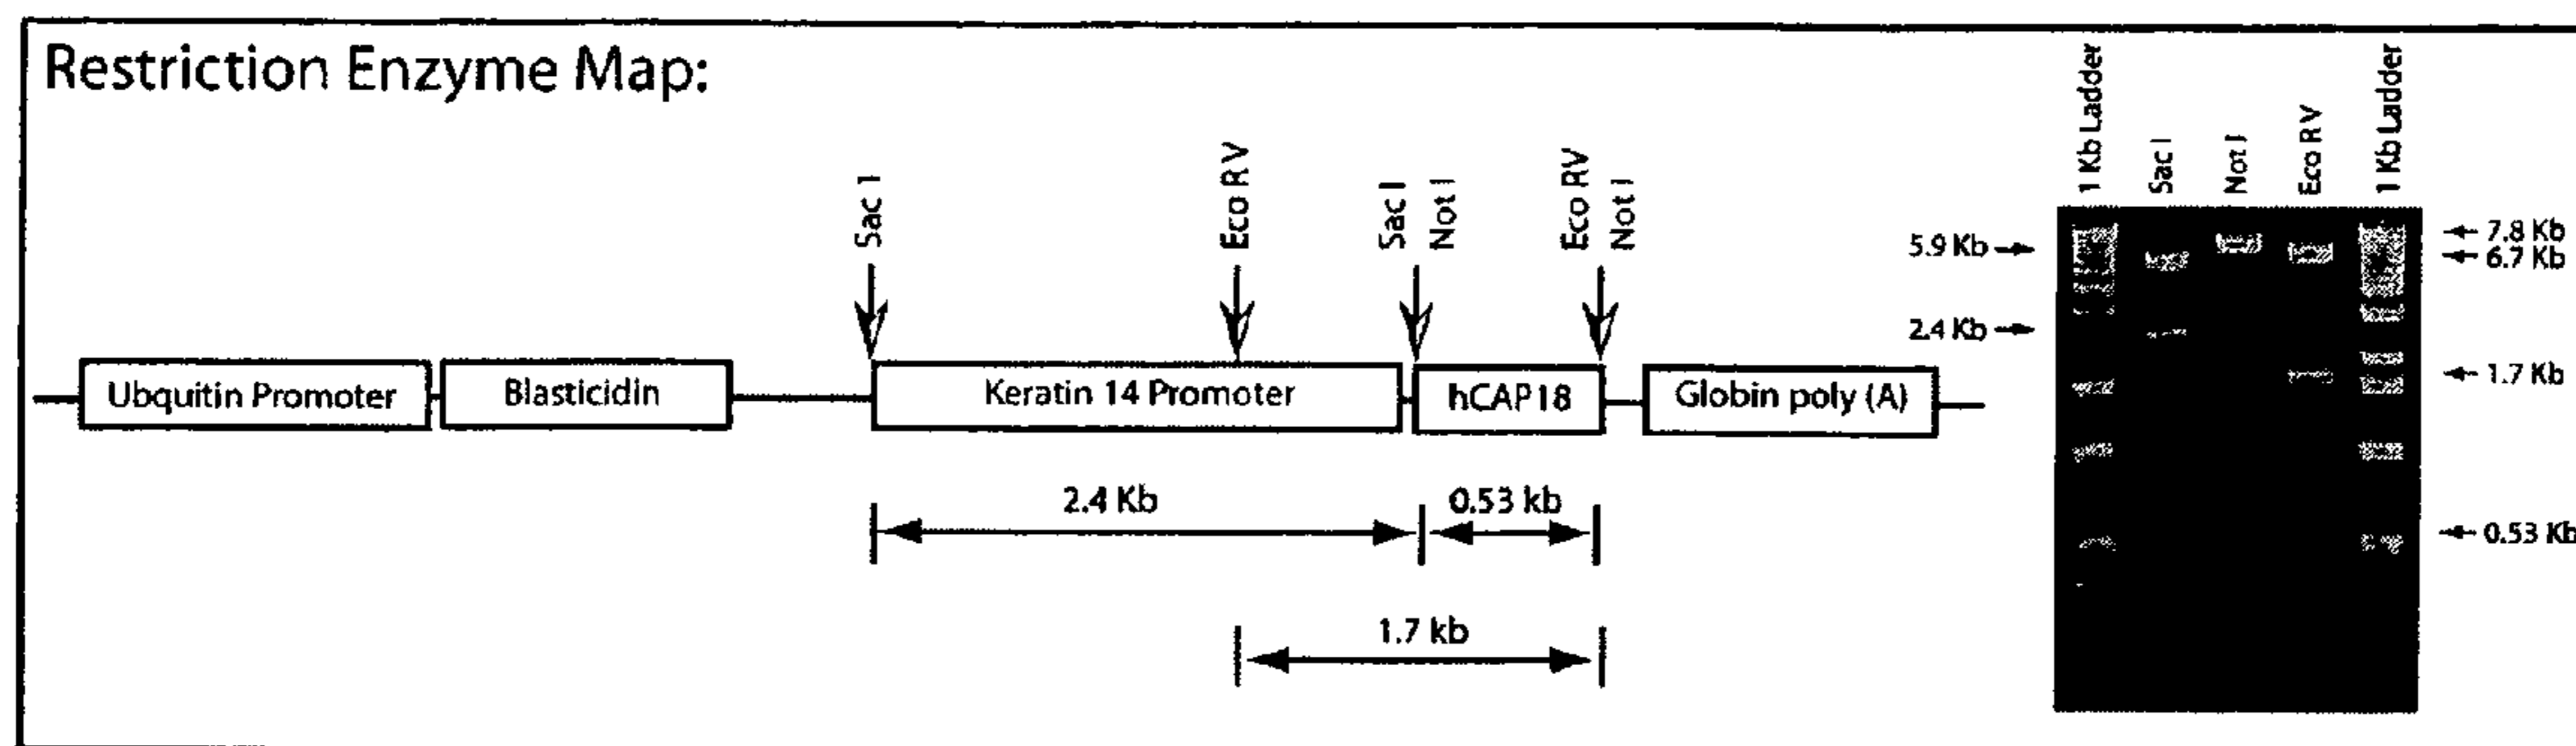 Restriction Enzyme Map:
Sac I
Eco RV
Sac I
Not I
Eco RV
Not I
Ubquitin Promoter
Blasticidin
Keratin 14 Promoter
hCAP18
Globin poly (A)
2.4 Kb
0.53 kb
1.7 kb
1 Kb Ladder
Sac I
Not I
Eco RV
1 Kb Ladder
5.9 Kb
2.4 Kb
7.8 Kb
6.7 Kb
1.7 Kb
0.53 Kb